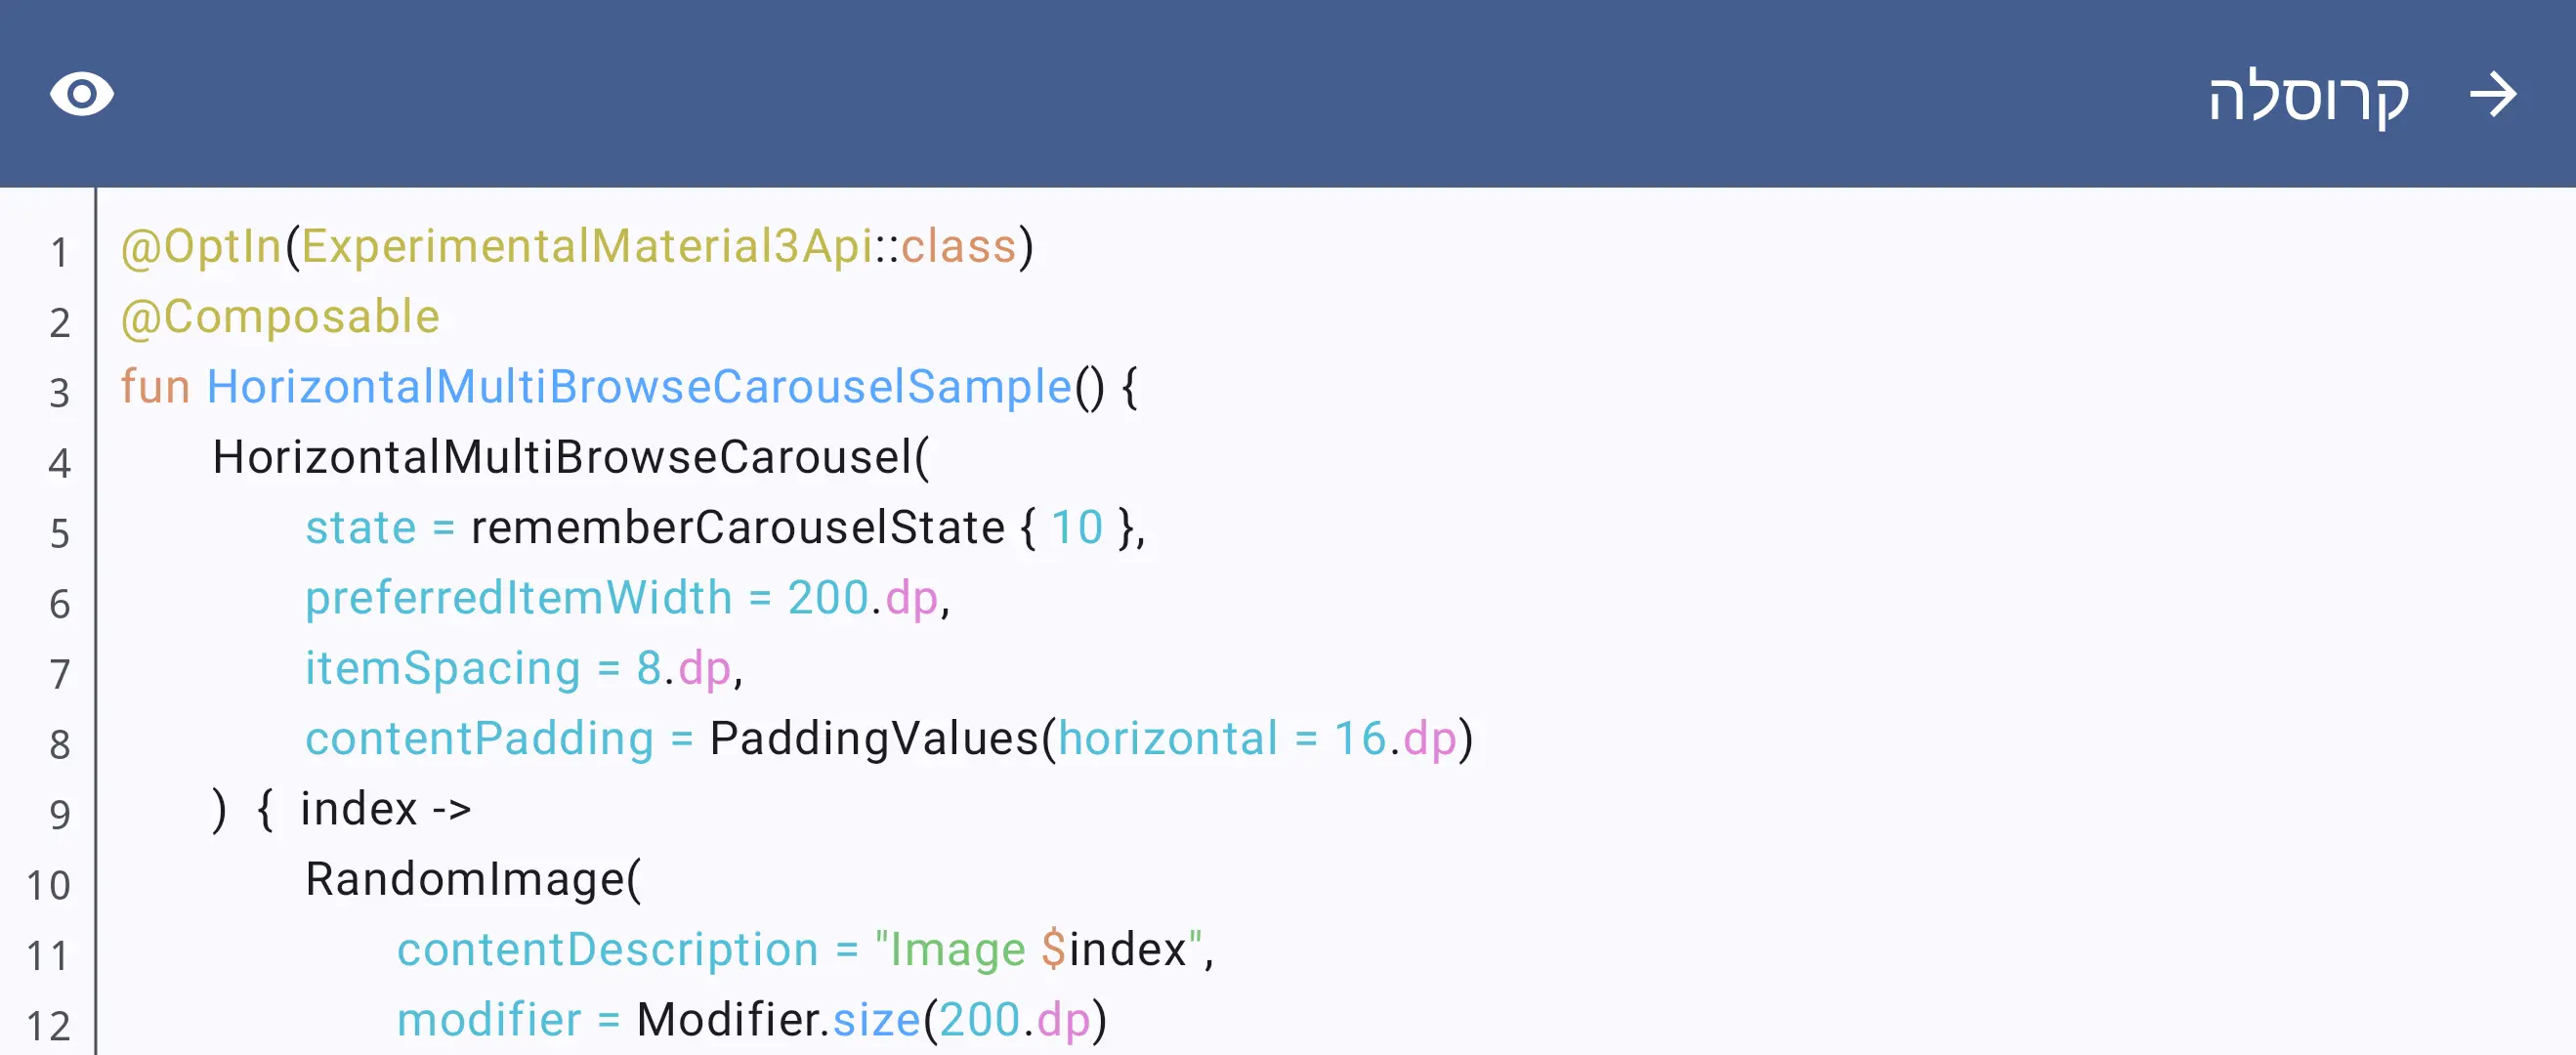 קרוסלה
1 @OptIn(ExperimentalMaterial3Api::class)
2 @Composable
3 fun HorizontalMultiBrowseCarouselSample() {
4 HorizontalMultiBrowseCarousel(
5 state = rememberCarouselState { 10 },
6 preferredItemWidth = 200.dp,
7 itemSpacing = 8.dp,
8 contentPadding = PaddingValues(horizontal = 16.dp)
9 ) { index ->
10 RandomImage(
11 contentDescription = "Image $index",
12 modifier = Modifier.size(200.dp)